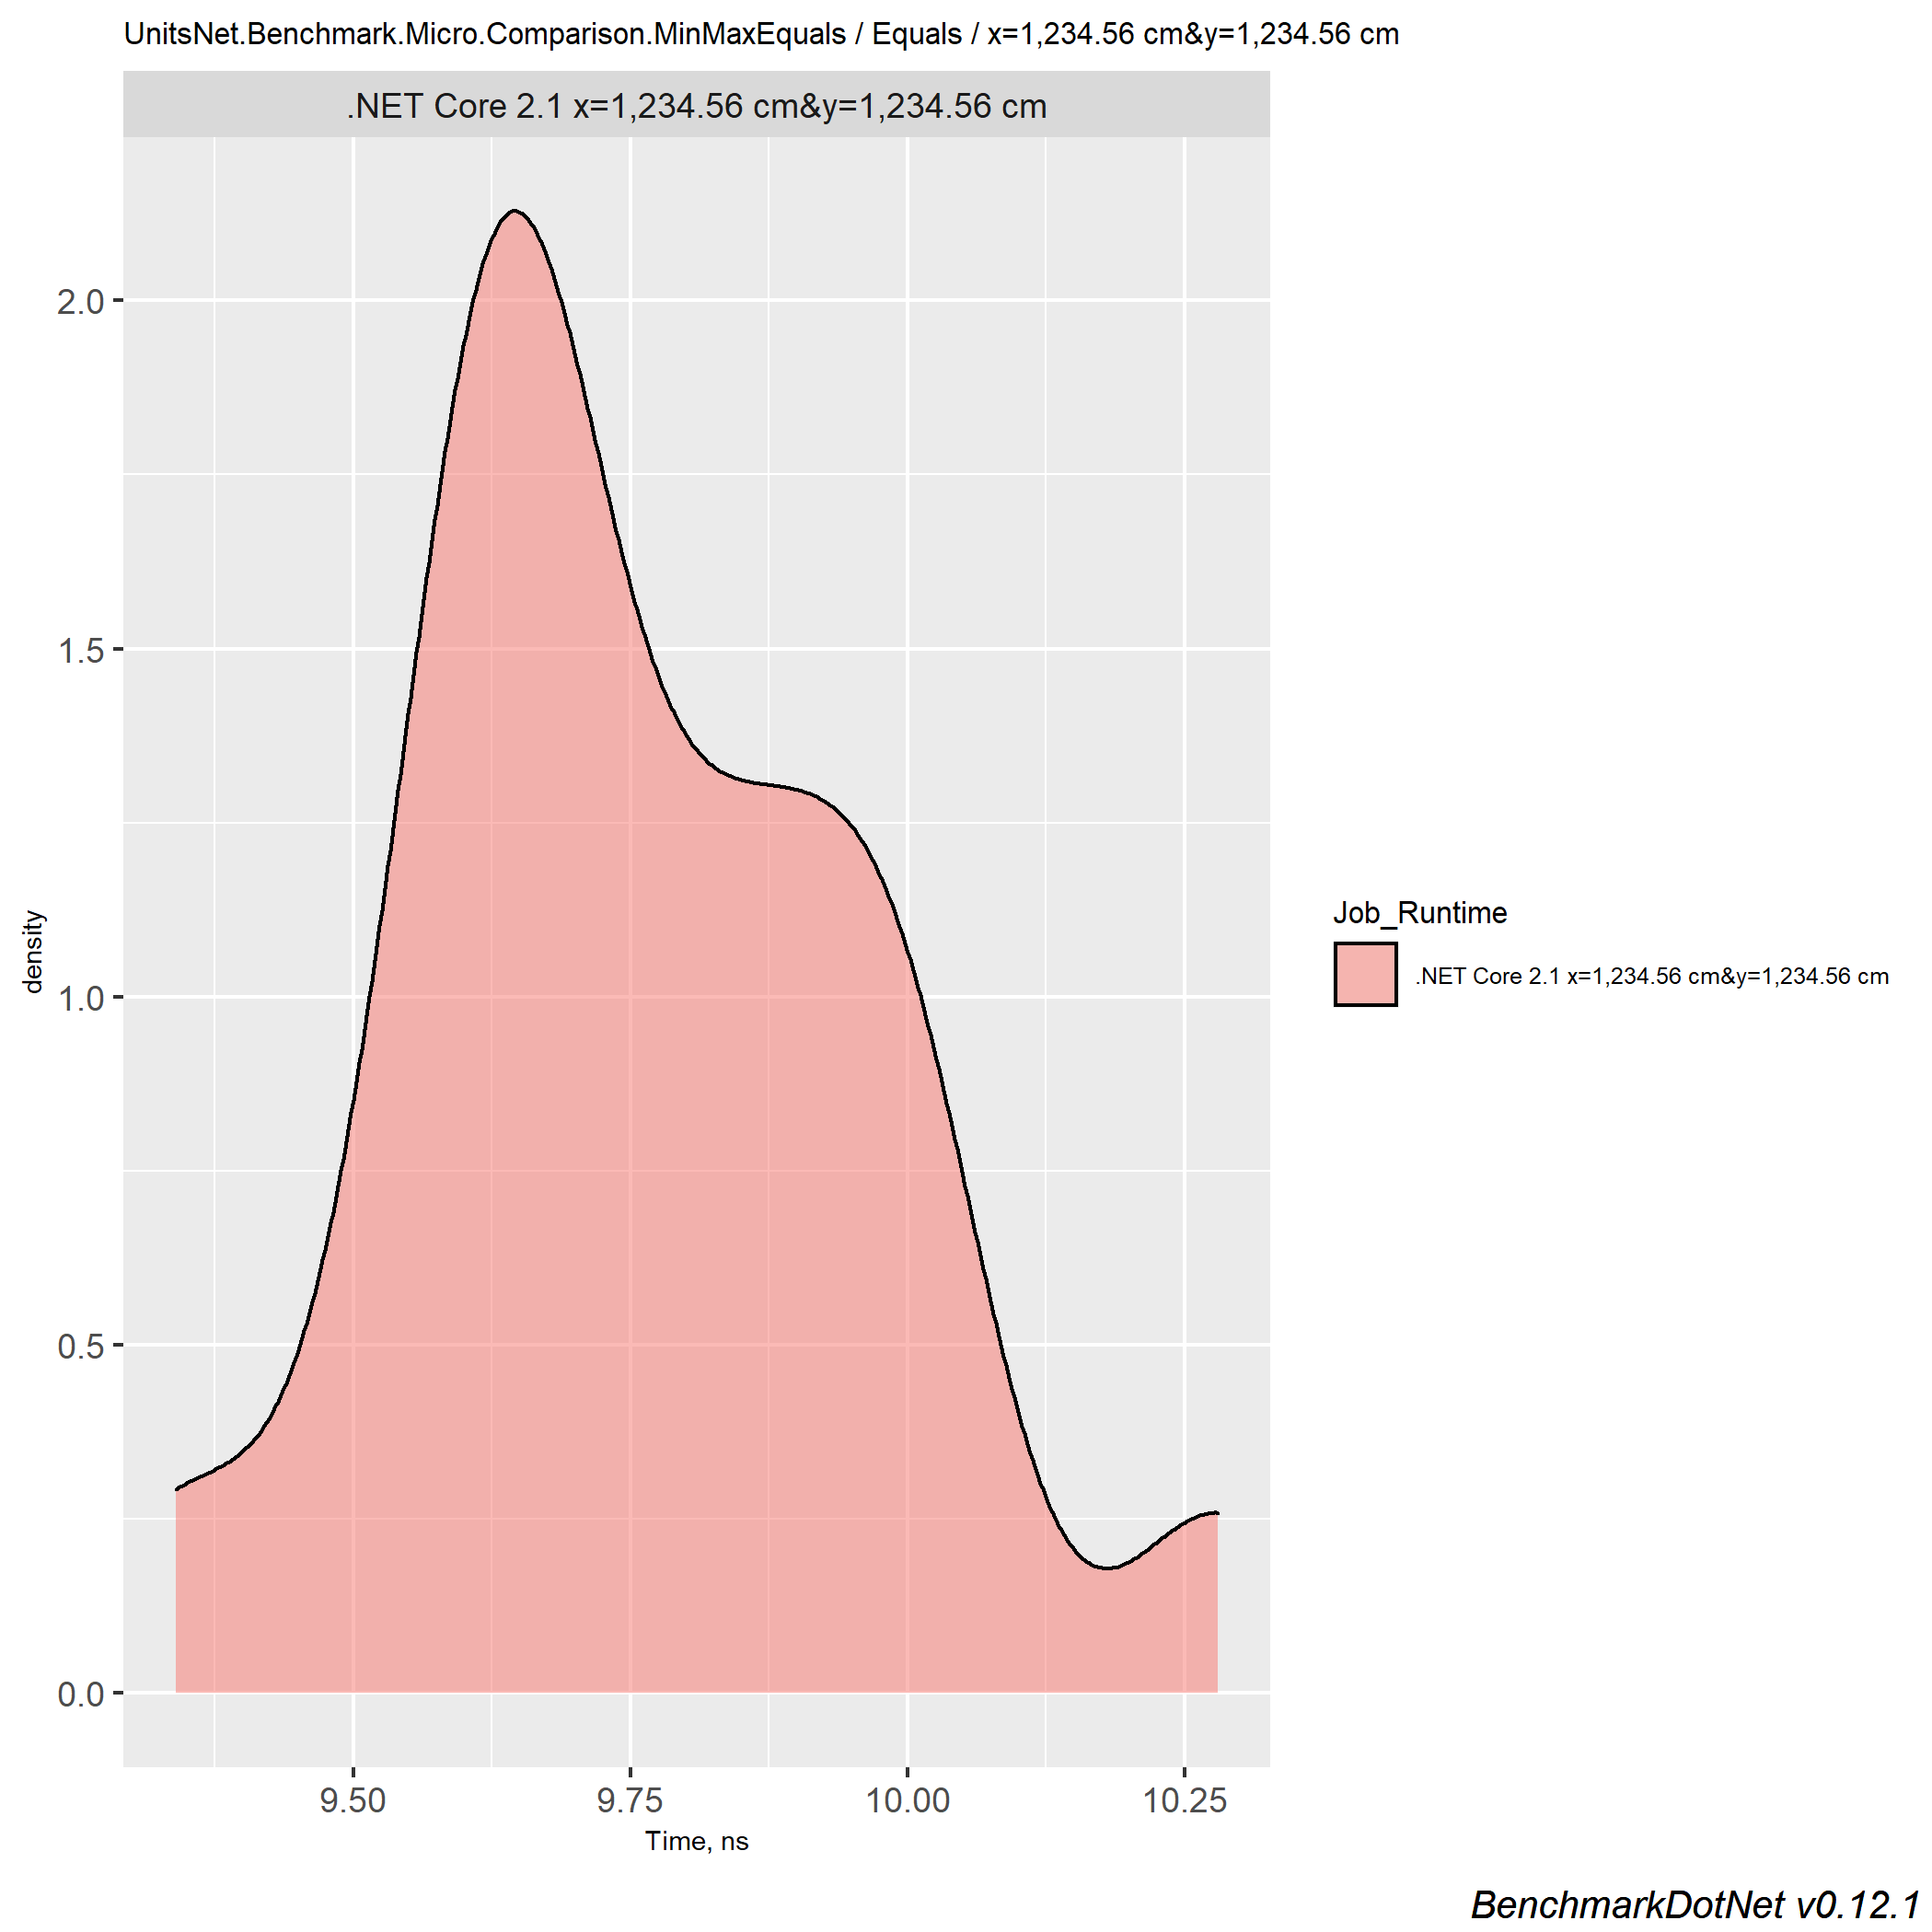 UnitsNet.Benchmark.Micro.Comparison.MinMaxEquals / Equals / x=1,234.56 cm&y=1,234.56 cm
.NET Core 2.1 x=1,234.56 cm&y=1,234.56 cm
2.0
1.5
1.0
0.5
0.0
density
9.50 9.75 10.00 10.25
Time, ns
Job_Runtime
.NET Core 2.1 x=1,234.56 cm&y=1,234.56 cm
BenchmarkDotNet v0.12.1